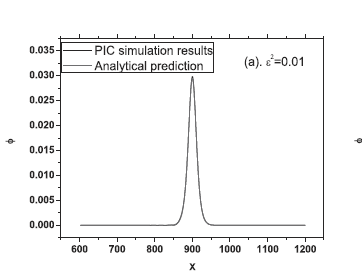 0.035
0.030
0.025
0.020
0.015
0.010
0.005
0.000
PIC simulation results
Analytical prediction
(a). ε²=0.01
ϕ
ϕ
600 700 800 900 1000 1100 1200
X